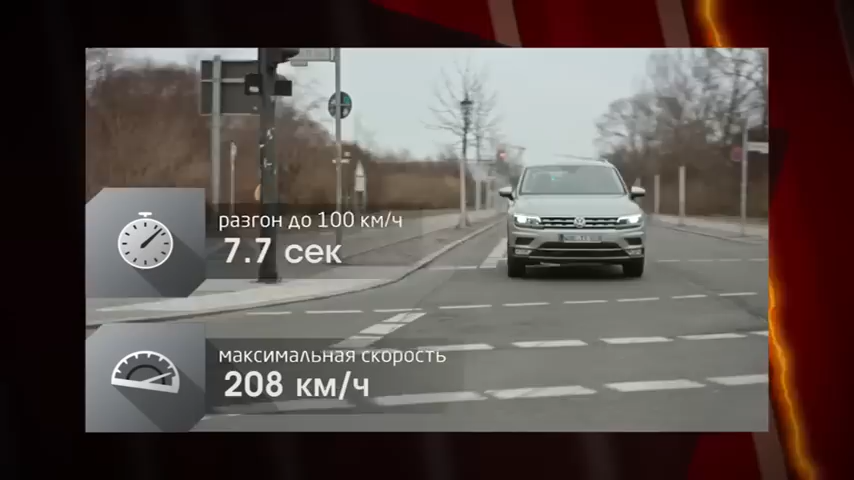 разгон до 100 км/ч
7.7 сек
максимальная скорость
208 км/ч